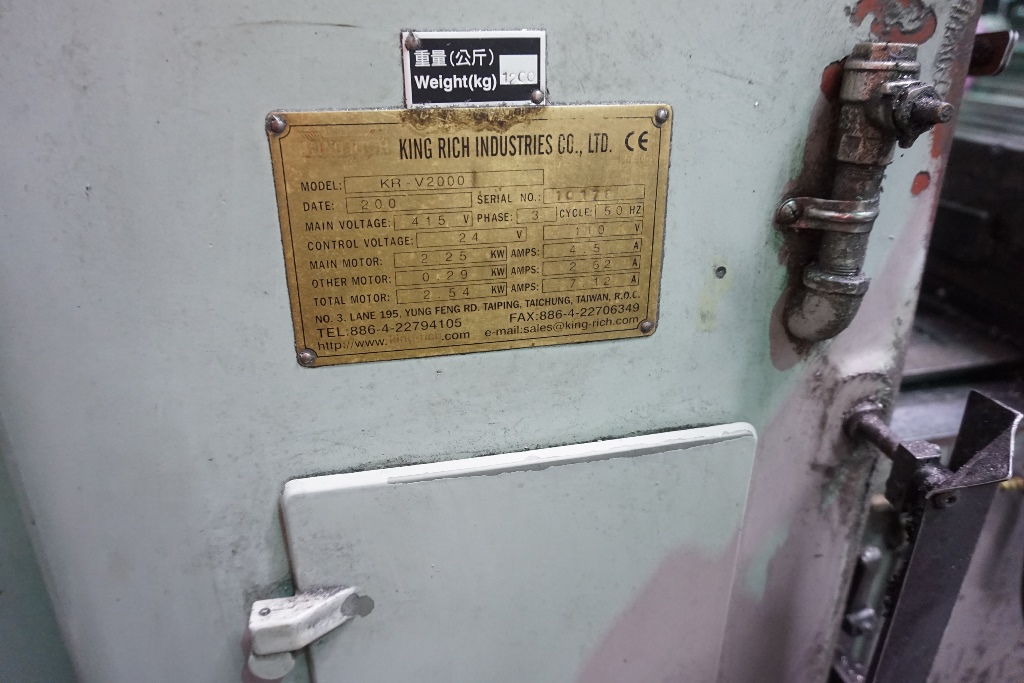 重量(公斤)
Weight(kg) 1200
KING RICH INDUSTRIES CO., LTD. CE
MODEL: KR-V2000
DATE: 200 SERIAL NO.:
MAIN VOLTAGE: 415 V PHASE: 3 CYCLE: 50 HZ
CONTROL VOLTAGE: 24 V 110 V
MAIN MOTOR: 2.25 KW AMPS: 4.5 A
OTHER MOTOR: 0.29 KW AMPS: 2.62 A
TOTAL MOTOR: 2.54 KW AMPS: 7.12 A
NO. 3. LANE 195, YUNG FENG RD. TAIPING, TAICHUNG, TAIWAN, R.O.C.
TEL:886-4-22794105 FAX:886-4-22706349
http://www.king-rich.com e-mail:sales@king-rich.com